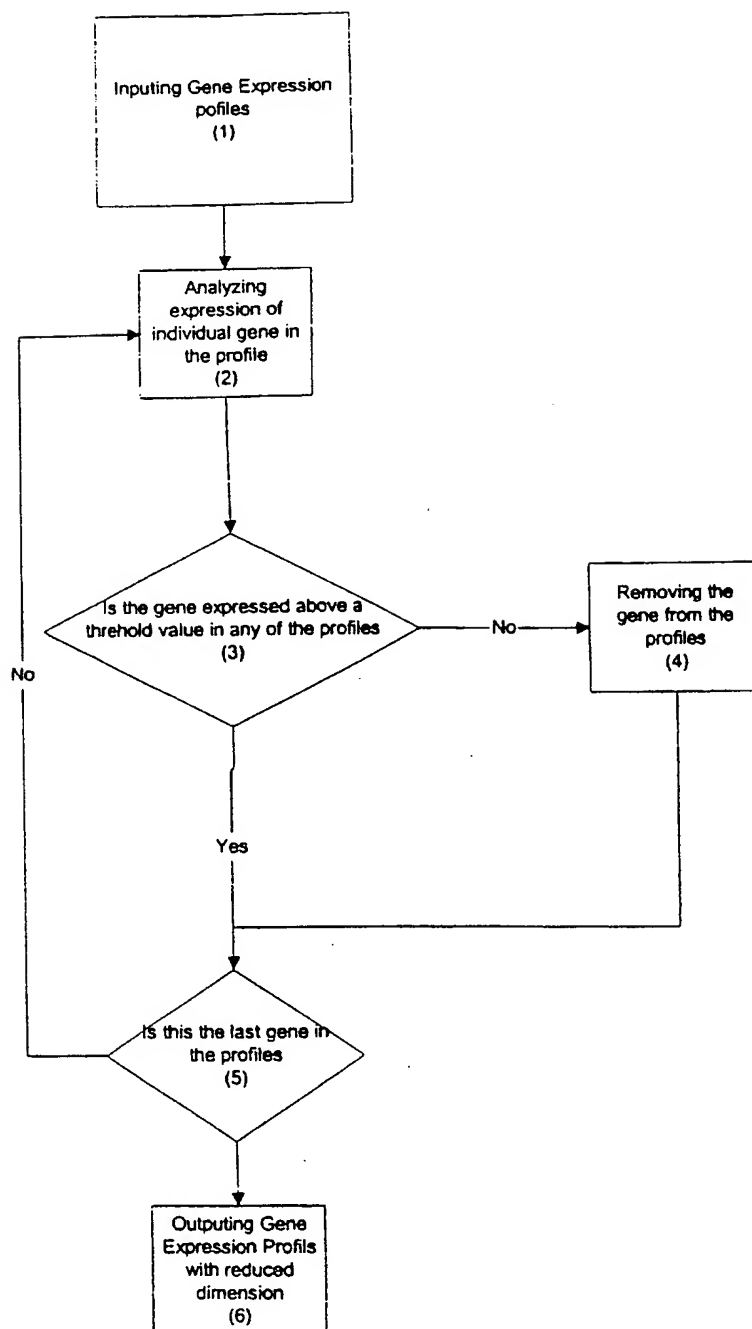 Inputing Gene Expression
pofiles
(1)
Analyzing
expression of
individual gene in
the profile
(2)
Is the gene expressed above a
threhold value in any of the profiles
(3)
No
Removing the
gene from the
profiles
(4)
No
Yes
Is this the last gene in
the profiles
(5)
Outputing Gene
Expression Profils
with reduced
dimension
(6)